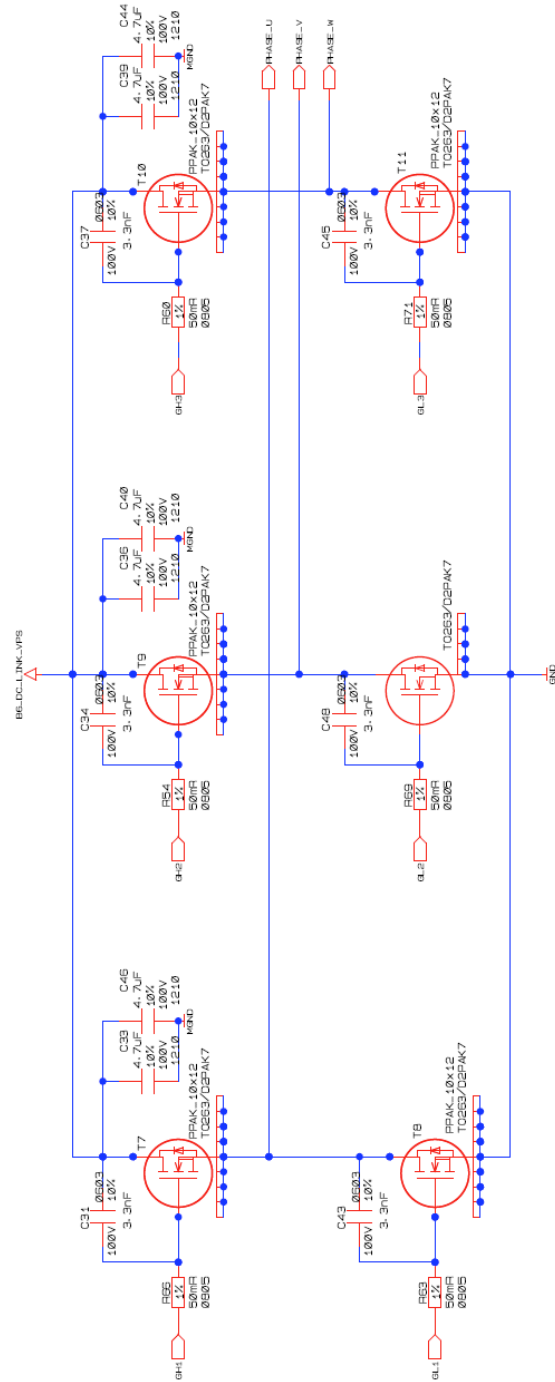 B6_DC_LINK_VPS
C31
0603
10%
100V
3.3nF
C33
4.7uF
10%
100V
1210
C46
4.7uF
10%
100V
1210
MGND
T7
PPAK_10x12
TO263/D2PAK7
GH1
R66
1%
50mR
0805
C34
0603
10%
100V
3.3nF
C36
4.7uF
10%
100V
1210
C40
4.7uF
10%
100V
1210
MGND
T9
PPAK_10x12
TO263/D2PAK7
GH2
R54
1%
50mR
0805
C37
0603
10%
100V
3.3nF
C39
4.7uF
10%
100V
1210
C44
4.7uF
10%
100V
1210
MGND
T10
PPAK_10x12
TO263/D2PAK7
GH3
R60
1%
50mR
0805
PHASE_U
PHASE_V
PHASE_W
C43
0603
10%
100V
3.3nF
T8
PPAK_10x12
TO263/D2PAK7
GL1
R63
1%
50mR
0805
C48
0603
10%
100V
3.3nF
TO263/D2PAK7
GL2
R69
1%
50mR
0805
C45
0603
10%
100V
3.3nF
T11
PPAK_10x12
TO263/D2PAK7
GL3
R71
1%
50mR
0805
GND